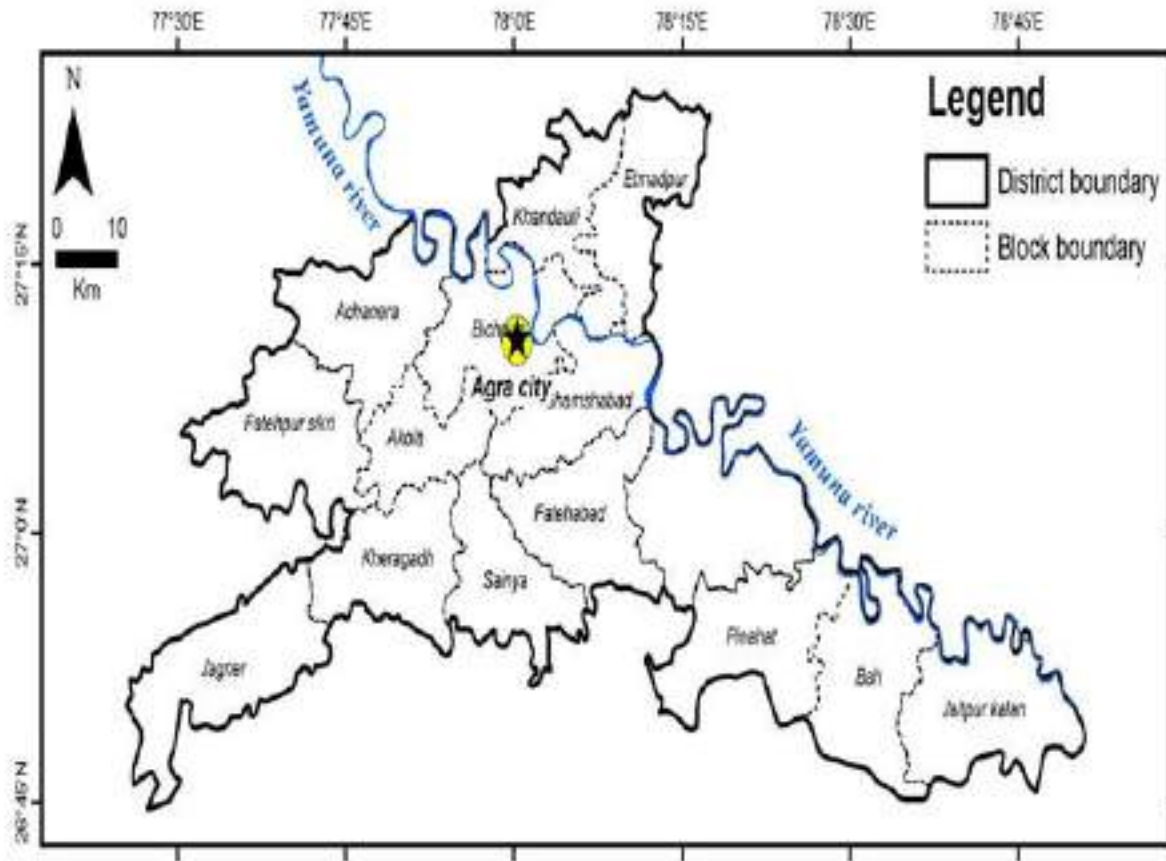 77°30'E
77°45'E
78°0'E
78°15'E
78°30'E
78°45'E
N
0 10
Km
Yamuna river
Legend
District boundary
Block boundary
27°15'N
27°0'N
26°45'N
Etmadpur
Khandauli
Achanera
Agra city
Fatehpur sikri
Yamuna river
Fatehabad
Kheragadh
Sainya
Pinahat
Jagner
Bah
Jaitpur kalan